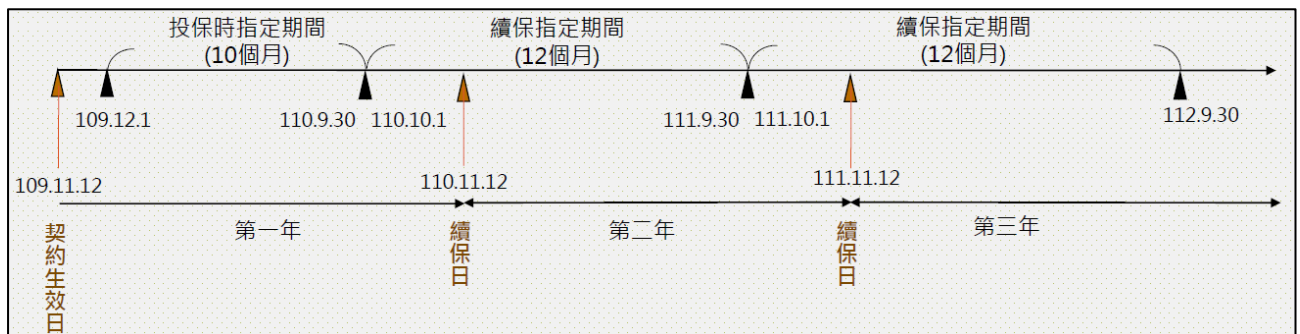 投保時指定期間
(10個月)
續保指定期間
(12個月)
續保指定期間
(12個月)
109.12.1
110.9.30
110.10.1
111.9.30
111.10.1
112.9.30
109.11.12
110.11.12
111.11.12
第一年
第二年
第三年
契約生效日
續保日
續保日